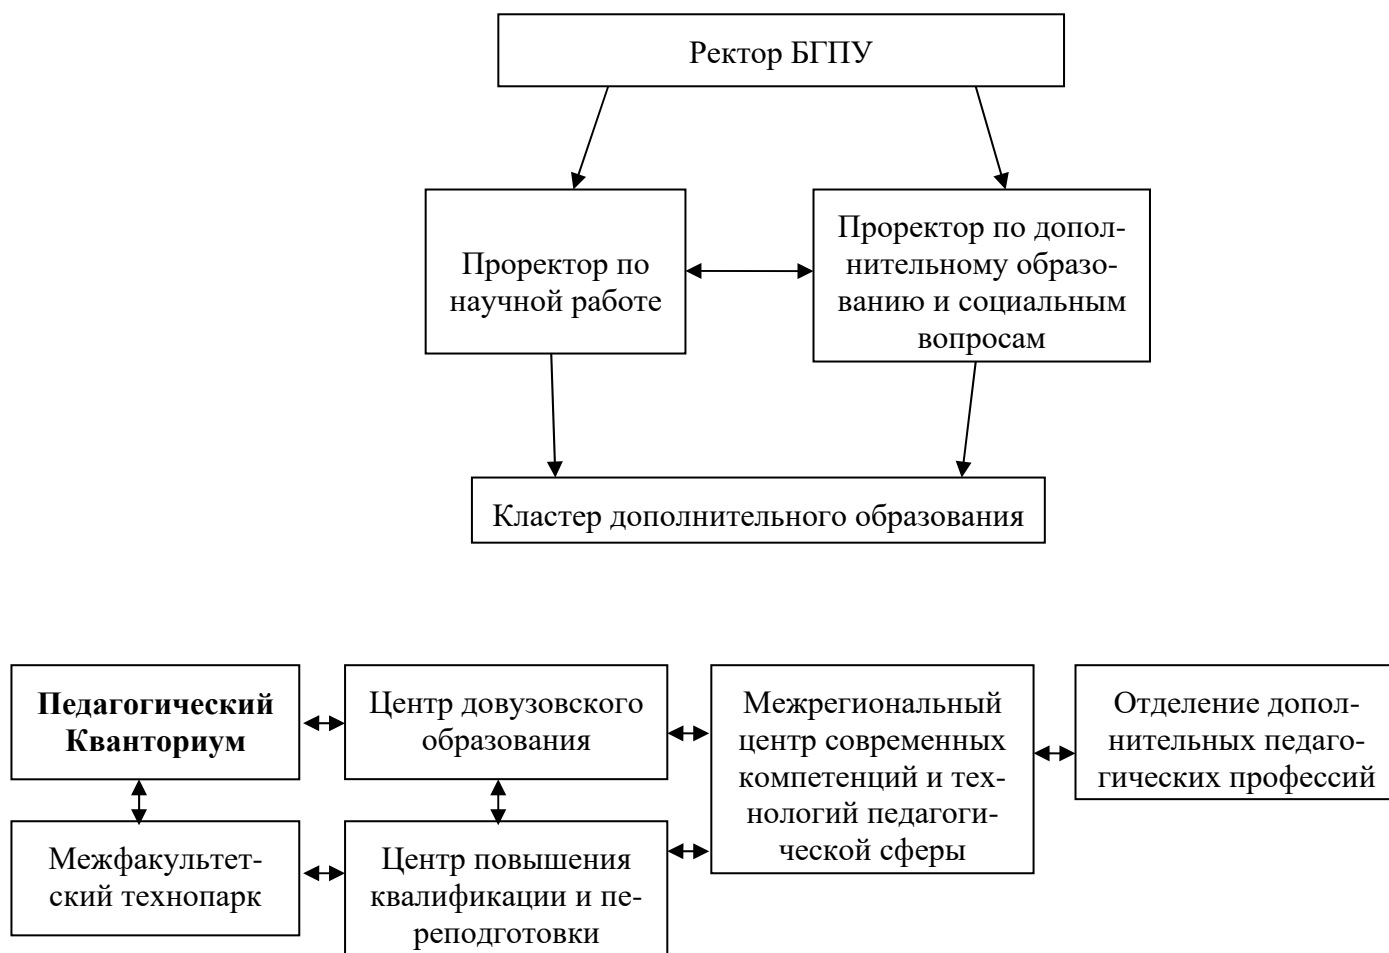 Ректор БГПУ
Проректор по
научной работе
Проректор по допол-
нительному образо-
ванию и социальным
вопросам
Кластер дополнительного образования
Педагогический
Кванториум
Центр довузовского
образования
Межрегиональный
центр современных
компетенций и тех-
нологий педагоги-
ческой сферы
Отделение допол-
нительных педаго-
гических профессий
Межфакультет-
ский технопарк
Центр повышения
квалификации и пе-
реподготовки